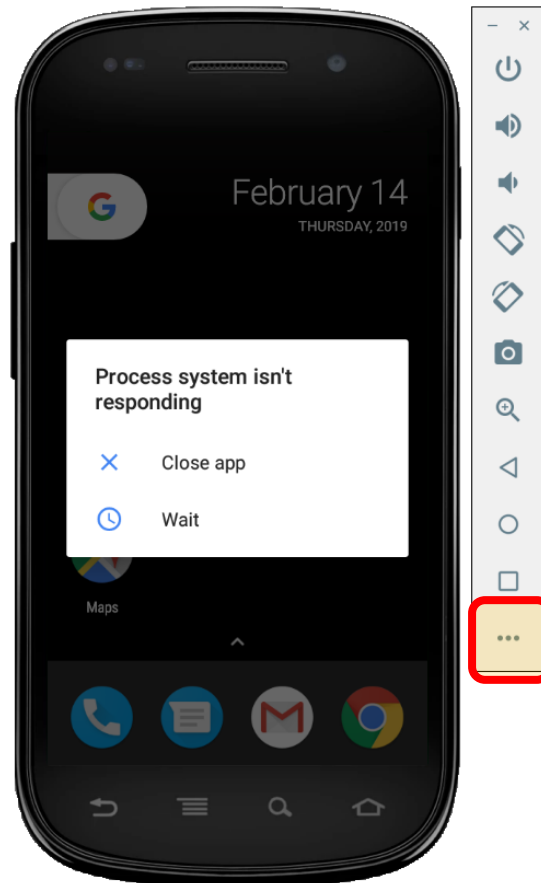 February 14
THURSDAY, 2019
Process system isn't
responding
Close app
Wait
Maps